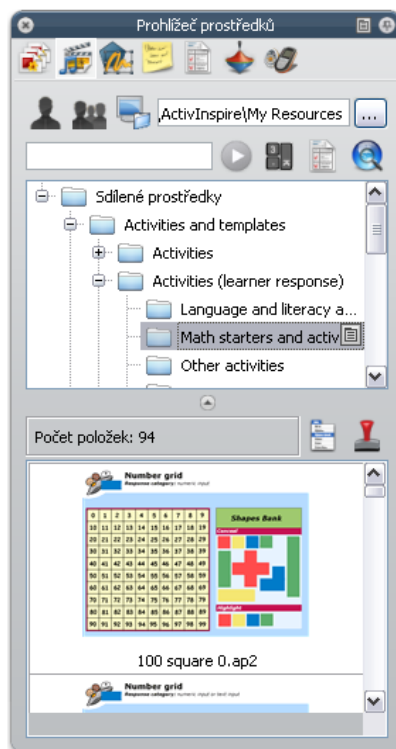 Prohlížeč prostředků
ActivInspire\My Resources
...
Sdílené prostředky
Activities and templates
Activities
Activities (learner response)
Language and literacy a...
Math starters and activ
Other activities
Počet položek: 94
Number grid
Response category: numeric input
0 1 2 3 4 5 6 7 8 9
10 11 12 13 14 15 16 17 18 19
20 21 22 23 24 25 26 27 28 29
30 31 32 33 34 35 36 37 38 39
40 41 42 43 44 45 46 47 48 49
50 51 52 53 54 55 56 57 58 59
60 61 62 63 64 65 66 67 68 69
70 71 72 73 74 75 76 77 78 79
80 81 82 83 84 85 86 87 88 89
90 91 92 93 94 95 96 97 98 99
Shapes Bank
Conceal
Highlight
100 square 0.ap2
Number grid
Response category: numeric input or text input